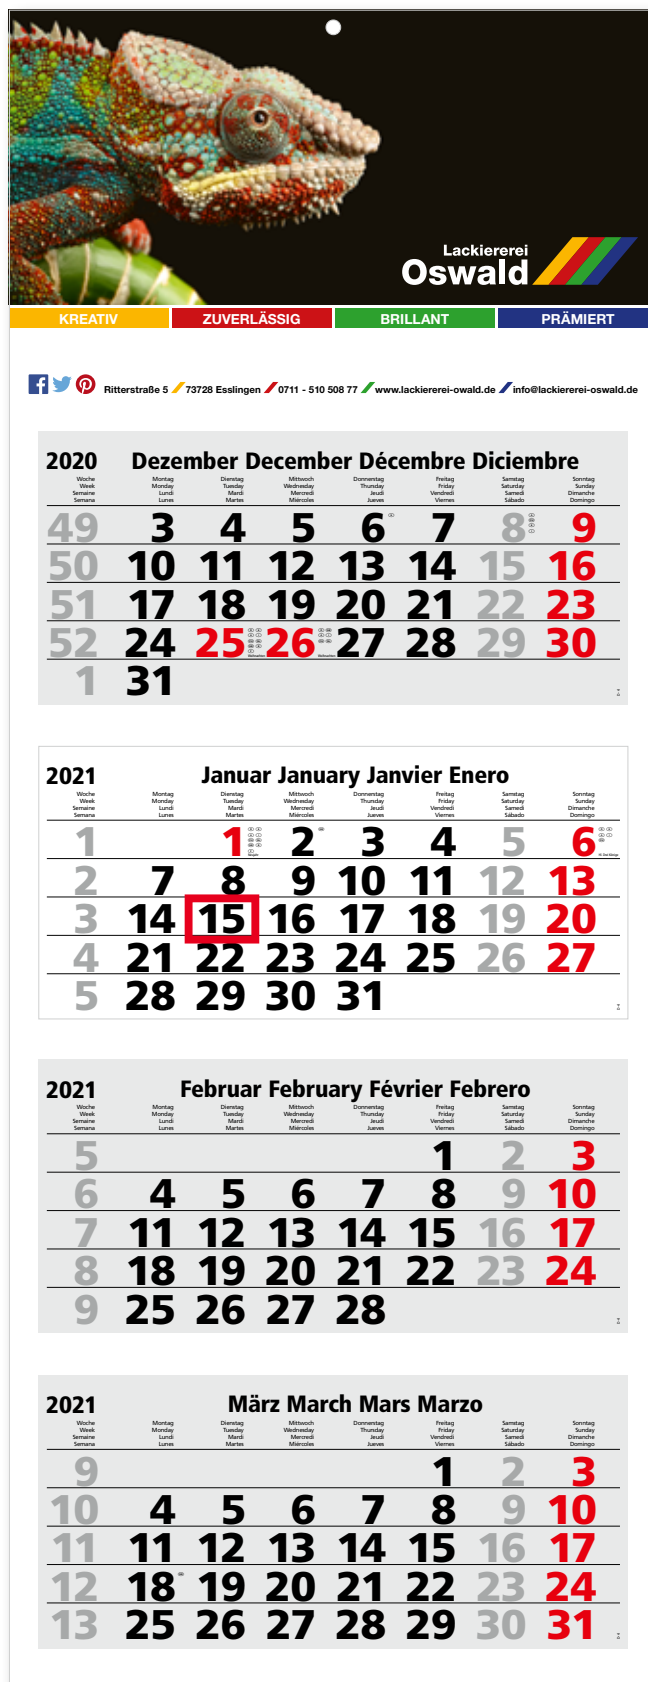 Lackiererei
Oswald
KREATIV ZUVERLÄSSIG BRILLANT PRÄMIERT
Ritterstraße 5 73728 Esslingen 0711 - 510 508 77 www.lackiererei-owald.de info@lackiererei-oswald.de
2020 Dezember December Décembre Diciembre
Woche Montag Dienstag Mittwoch Donnerstag Freitag Samstag Sonntag
Week Monday Tuesday Wednesday Thursday Friday Saturday Sunday
Semaine Lundi Mardi Mercredi Jeudi Vendredi Samedi Dimanche
Semana Lunes Martes Miércoles Jueves Viernes Sábado Domingo
49 3 4 5 6 7 8 9
50 10 11 12 13 14 15 16
51 17 18 19 20 21 22 23
52 24 25 26 27 28 29 30
1 31
2021 Januar January Janvier Enero
Woche Montag Dienstag Mittwoch Donnerstag Freitag Samstag Sonntag
Week Monday Tuesday Wednesday Thursday Friday Saturday Sunday
Semaine Lundi Mardi Mercredi Jeudi Vendredi Samedi Dimanche
Semana Lunes Martes Miércoles Jueves Viernes Sábado Domingo
1 1 2 3 4 5 6
2 7 8 9 10 11 12 13
3 14 15 16 17 18 19 20
4 21 22 23 24 25 26 27
5 28 29 30 31
2021 Februar February Février Febrero
Woche Montag Dienstag Mittwoch Donnerstag Freitag Samstag Sonntag
Week Monday Tuesday Wednesday Thursday Friday Saturday Sunday
Semaine Lundi Mardi Mercredi Jeudi Vendredi Samedi Dimanche
Semana Lunes Martes Miércoles Jueves Viernes Sábado Domingo
5 1 2 3
6 4 5 6 7 8 9 10
7 11 12 13 14 15 16 17
8 18 19 20 21 22 23 24
9 25 26 27 28
2021 März March Mars Marzo
Woche Montag Dienstag Mittwoch Donnerstag Freitag Samstag Sonntag
Week Monday Tuesday Wednesday Thursday Friday Saturday Sunday
Semaine Lundi Mardi Mercredi Jeudi Vendredi Samedi Dimanche
Semana Lunes Martes Miércoles Jueves Viernes Sábado Domingo
9 1 2 3
10 4 5 6 7 8 9 10
11 11 12 13 14 15 16 17
12 18 19 20 21 22 23 24
13 25 26 27 28 29 30 31